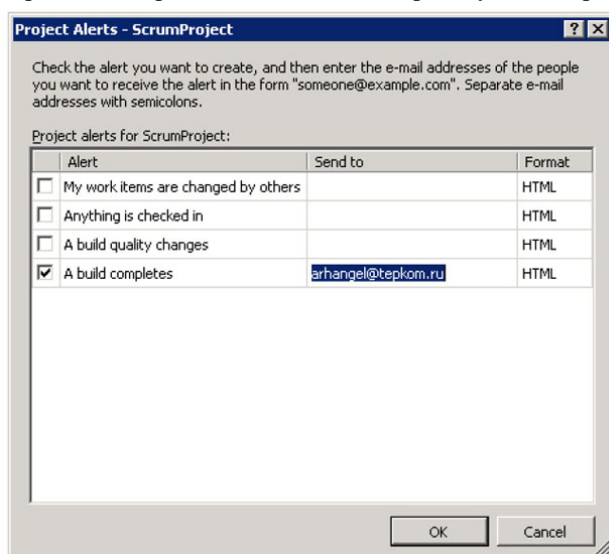 Project Alerts - ScrumProject
Check the alert you want to create, and then enter the e-mail addresses of the people
you want to receive the alert in the form "someone@example.com". Separate e-mail
addresses with semicolons.
Project alerts for ScrumProject:
Alert Send to Format
My work items are changed by others HTML
Anything is checked in HTML
A build quality changes HTML
A build completes arhangel@tepkom.ru HTML
OK Cancel